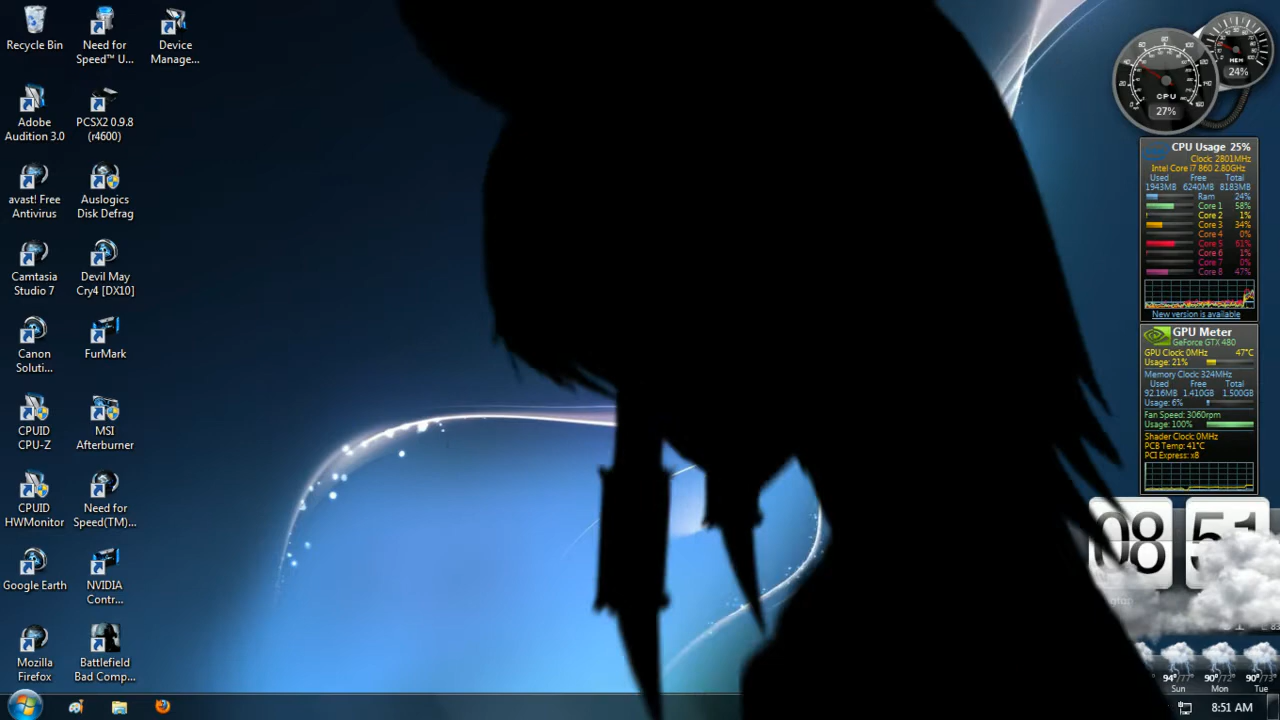 Recycle Bin
Need for
Speed™ U...
Device
Manage...
Adobe
Audition 3.0
PCSX2 0.9.8
(r4600)
avast! Free
Antivirus
Auslogics
Disk Defrag
Camtasia
Studio 7
Devil May
Cry4 [DX10]
Canon
Soluti...
FurMark
CPUID
CPU-Z
MSI
Afterburner
CPUID
HWMonitor
Need for
Speed(TM)...
Google Earth
NVIDIA
Contr...
Mozilla
Firefox
Battlefield
Bad Comp...
MEM
24%
CPU
27%
CPU Usage 25%
Clock: 2801MHz
Intel Core i7 860 2.80GHz
Used Free Total
1943MB 6240MB 8183MB
Ram 24%
Core 1 58%
Core 2 1%
Core 3 34%
Core 4 0%
Core 5 61%
Core 6 1%
Core 7 0%
Core 8 47%
New version is available
GPU Meter
GeForce GTX 480
GPU Clock: 0MHz 47°C
Usage: 21%
Memory Clock: 324MHz
Used Free Total
92.16MB 1.410GB 1.500GB
Usage: 6%
Fan Speed: 3060rpm
Usage: 100%
Shader Clock: 0MHz
PCB Temp: 41°C
PCI Express: x8
08 51
94°/77° 90°/72° 90°/73°
Sun Mon Tue
8:51 AM